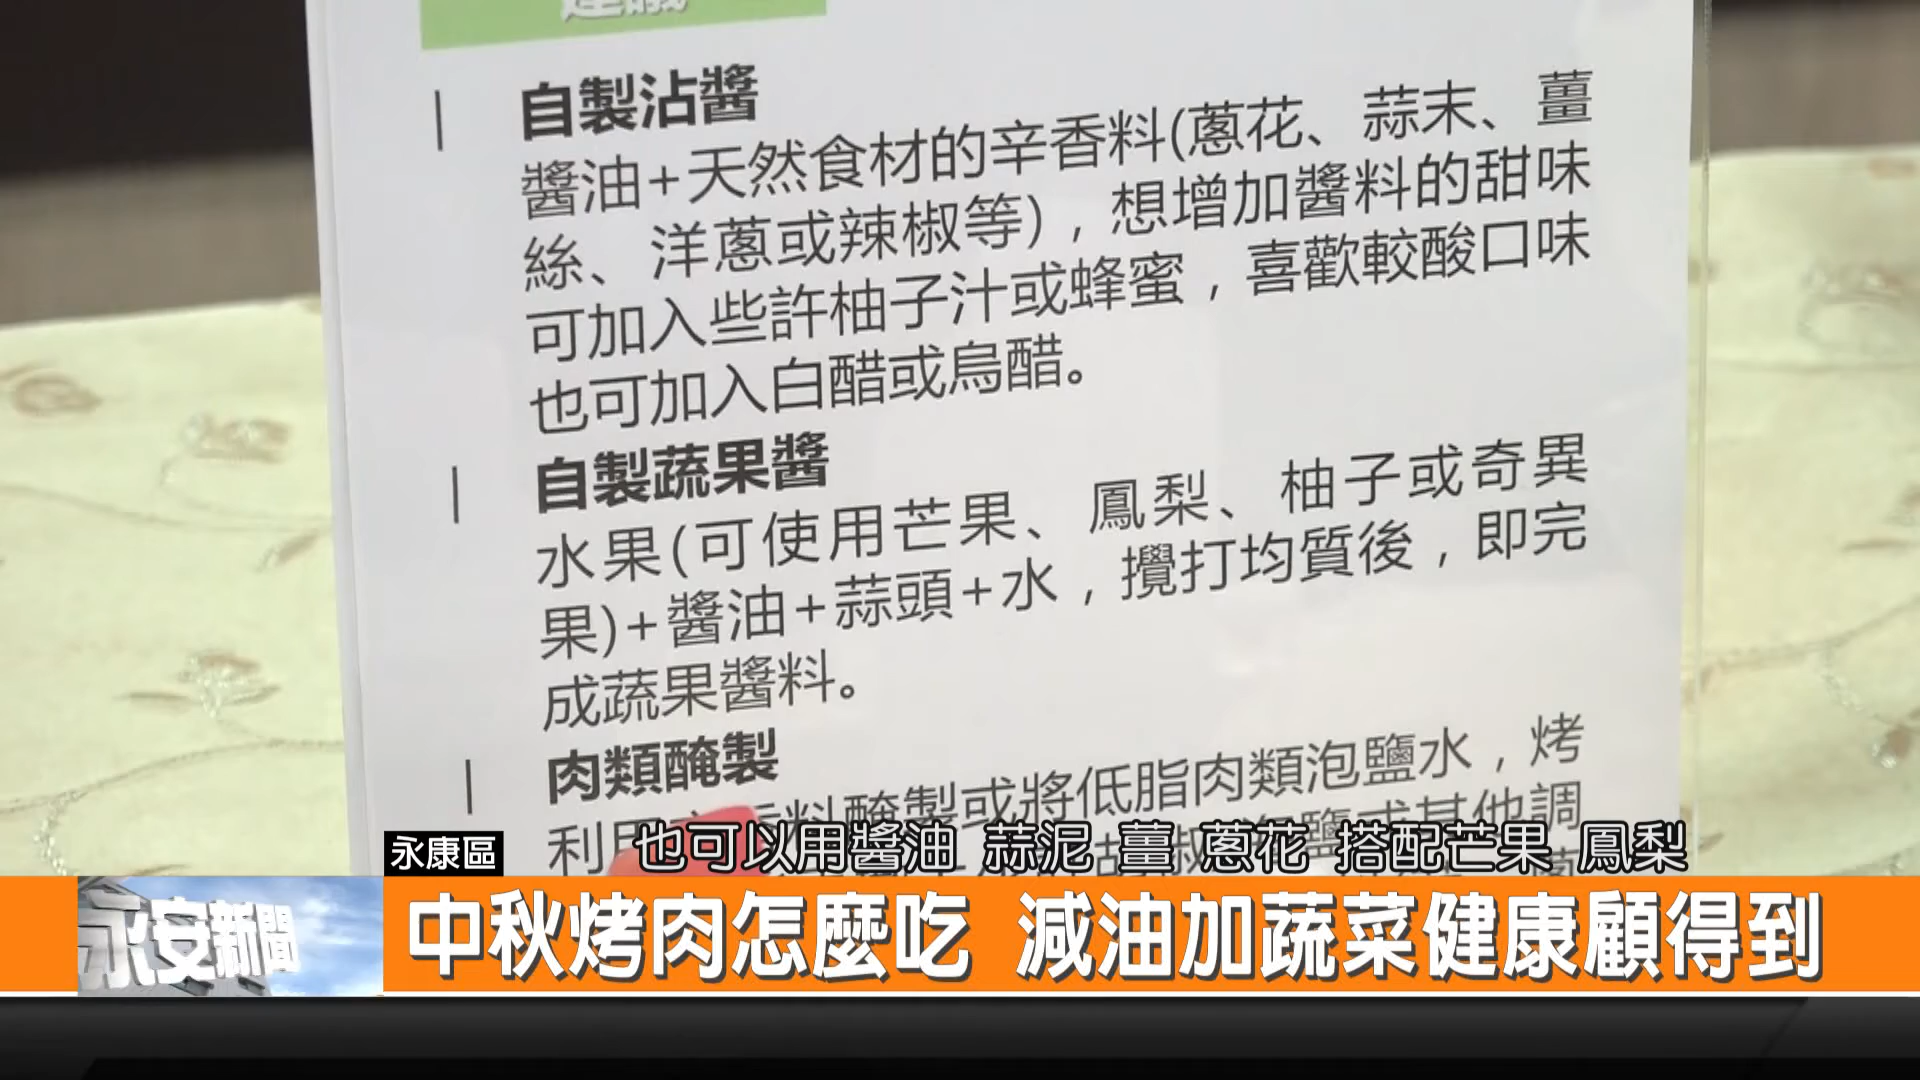 建議
自製沾醬
醬油+天然食材的辛香料(蔥花、蒜末、薑
絲、洋蔥或辣椒等)，想增加醬料的甜味
可加入些許柚子汁或蜂蜜，喜歡較酸口味
也可加入白醋或烏醋。
自製蔬果醬
水果(可使用芒果、鳳梨、柚子或奇異
果)+醬油+蒜頭+水，攪打均質後，即完
成蔬果醬料。
肉類醃製
料醃製或將低脂肉類泡鹽水，烤
永康區
也可以用醬油 蒜泥 薑 蔥花 搭配芒果 鳳梨
永安新聞
中秋烤肉怎麼吃 減油加蔬菜健康顧得到